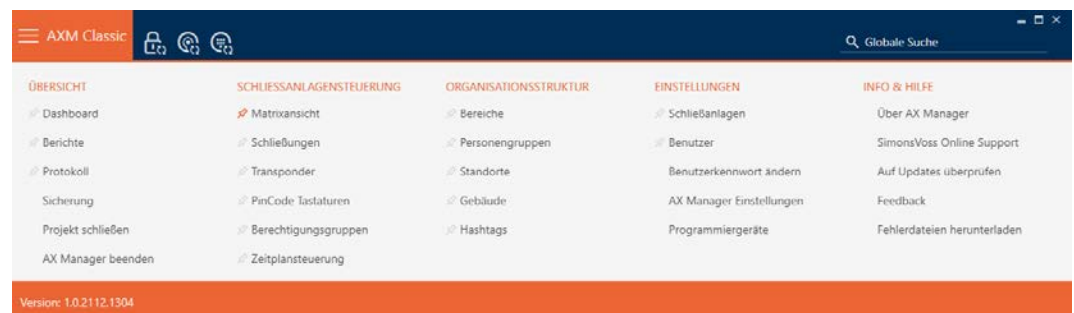 AXM Classic
Globale Suche
ÜBERSICHT
Dashboard
Berichte
Protokoll
Sicherung
Projekt schließen
AX Manager beenden
SCHLIESSANLAGENSTEUERUNG
Matrixansicht
Schließungen
Transponder
PinCode Tastaturen
Berechtigungsgruppen
Zeitplansteuerung
ORGANISATIONSSTRUKTUR
Bereiche
Personengruppen
Standorte
Gebäude
Hashtags
EINSTELLUNGEN
Schließanlagen
Benutzer
Benutzerkennwort ändern
AX Manager Einstellungen
Programmiergeräte
INFO & HILFE
Über AX Manager
SimonsVoss Online Support
Auf Updates überprüfen
Feedback
Fehlerdateien herunterladen
Version: 1.0.2112.1304